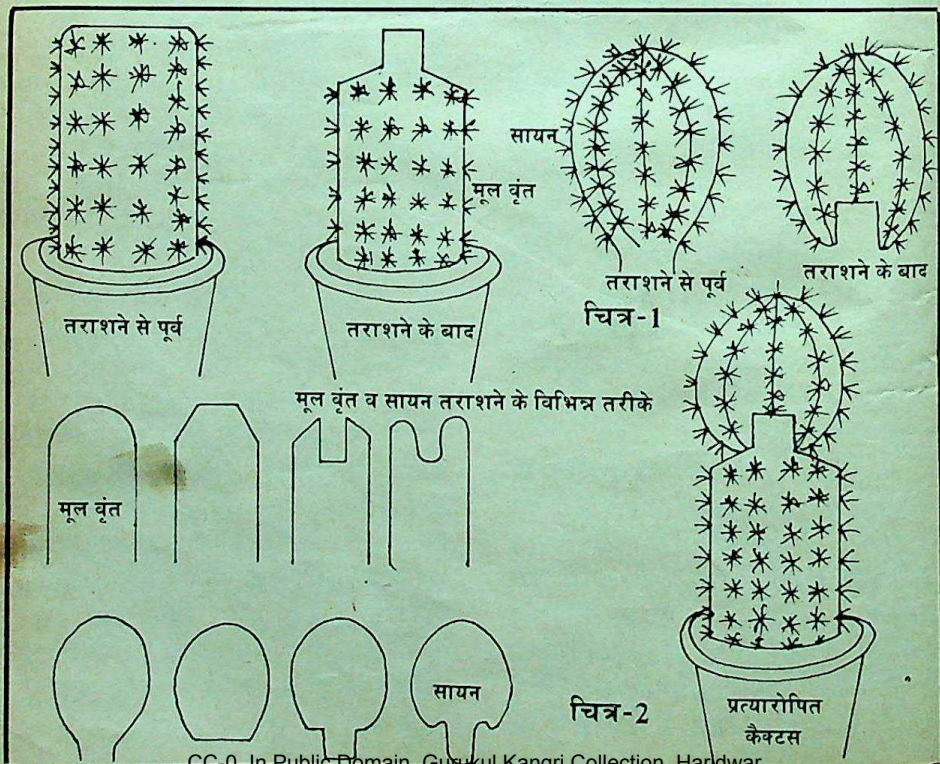 सायन
मूल वृंत
तराशने से पूर्व
तराशने के बाद
चित्र-1
तराशने से पूर्व
तराशने के बाद
मूल वृंत व सायन तराशने के विभिन्न तरीके
मूल वृंत
सायन
चित्र-2
प्रत्यारोपित
कैक्टस
CC-0. In Public Domain. Gurukul Kangri Collection, Haridwar